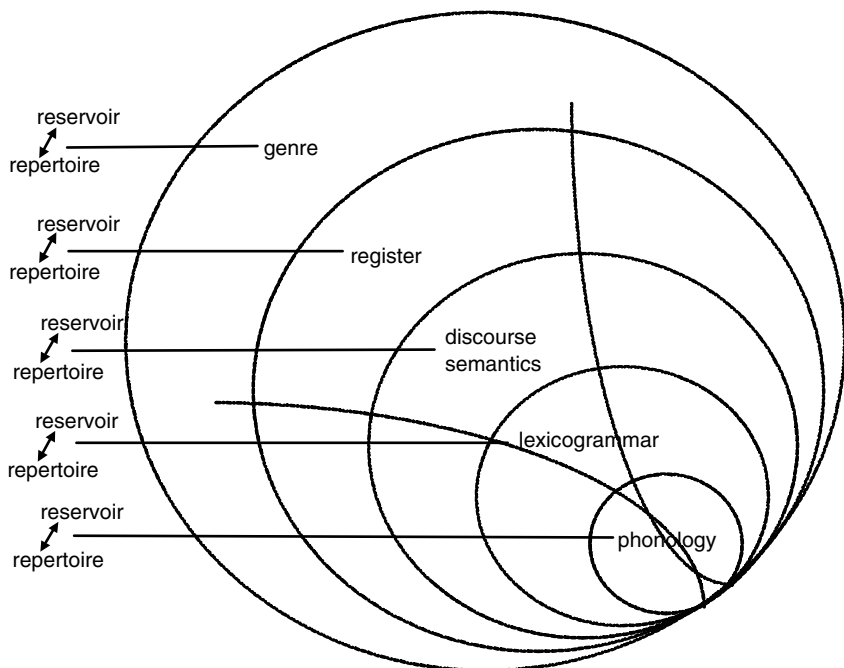 reservoir
repertoire
genre
reservoir
repertoire
register
reservoir
repertoire
discourse
semantics
reservoir
repertoire
lexicogrammar
reservoir
repertoire
phonology